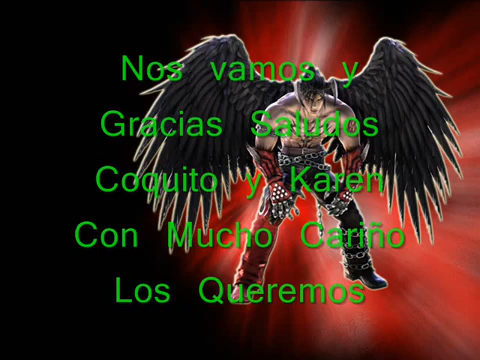 Nos vamos y
Gracias Saludos
Coquito y Karen
Con Mucho Cariño
Los Queremos